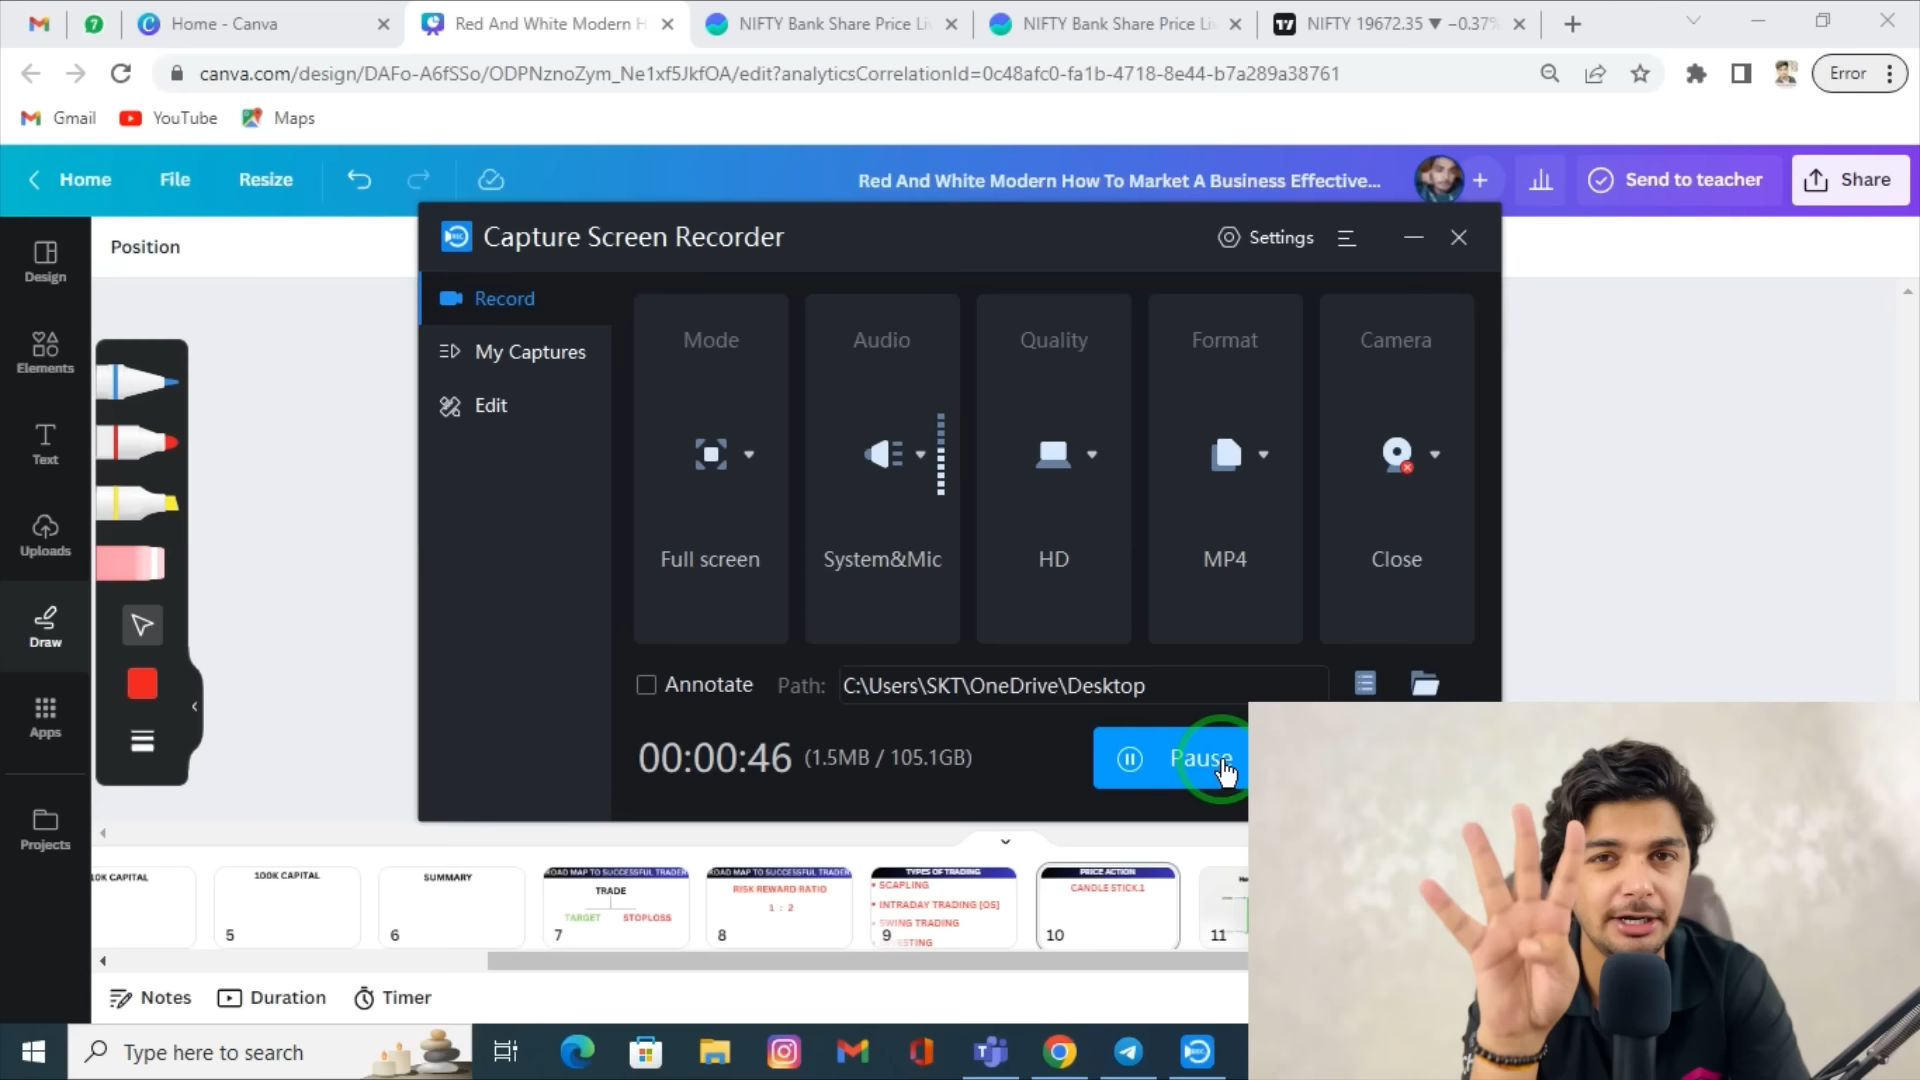 7
Home - Canva
Red And White Modern H
NIFTY Bank Share Price Li
NIFTY Bank Share Price Li
NIFTY 19672.35 ▼ −0.37%
canva.com/design/DAFo-A6fSSo/ODPNznoZym_Ne1xf5JkfOA/edit?analyticsCorrelationId=0c48afc0-fa1b-4718-8e44-b7a289a38761
Error
Gmail
YouTube
Maps
Home
File
Resize
Red And White Modern How To Market A Business Effective...
Send to teacher
Share
Position
Design
Elements
Text
Uploads
Draw
Apps
Projects
Capture Screen Recorder
Settings
Record
My Captures
Edit
Mode
Audio
Quality
Format
Camera
Full screen
System&Mic
HD
MP4
Close
Annotate
Path:
C:\Users\SKT\OneDrive\Desktop
00:00:46
(1.5MB / 105.1GB)
Pause
CAPITAL
100K CAPITAL
5
SUMMARY
6
ROAD MAP TO SUCCESSFUL TRADER
TRADE
TARGET
STOPLOSS
7
ROAD MAP TO SUCCESSFUL TRADER
RISK REWARD RATIO
1 : 2
8
TYPES OF TRADING
• SCAPLING
• INTRADAY TRADING [OS]
• SWING TRADING
9
PRICE ACTION
CANDLE STICK.1
10
11
Notes
Duration
Timer
Type here to search